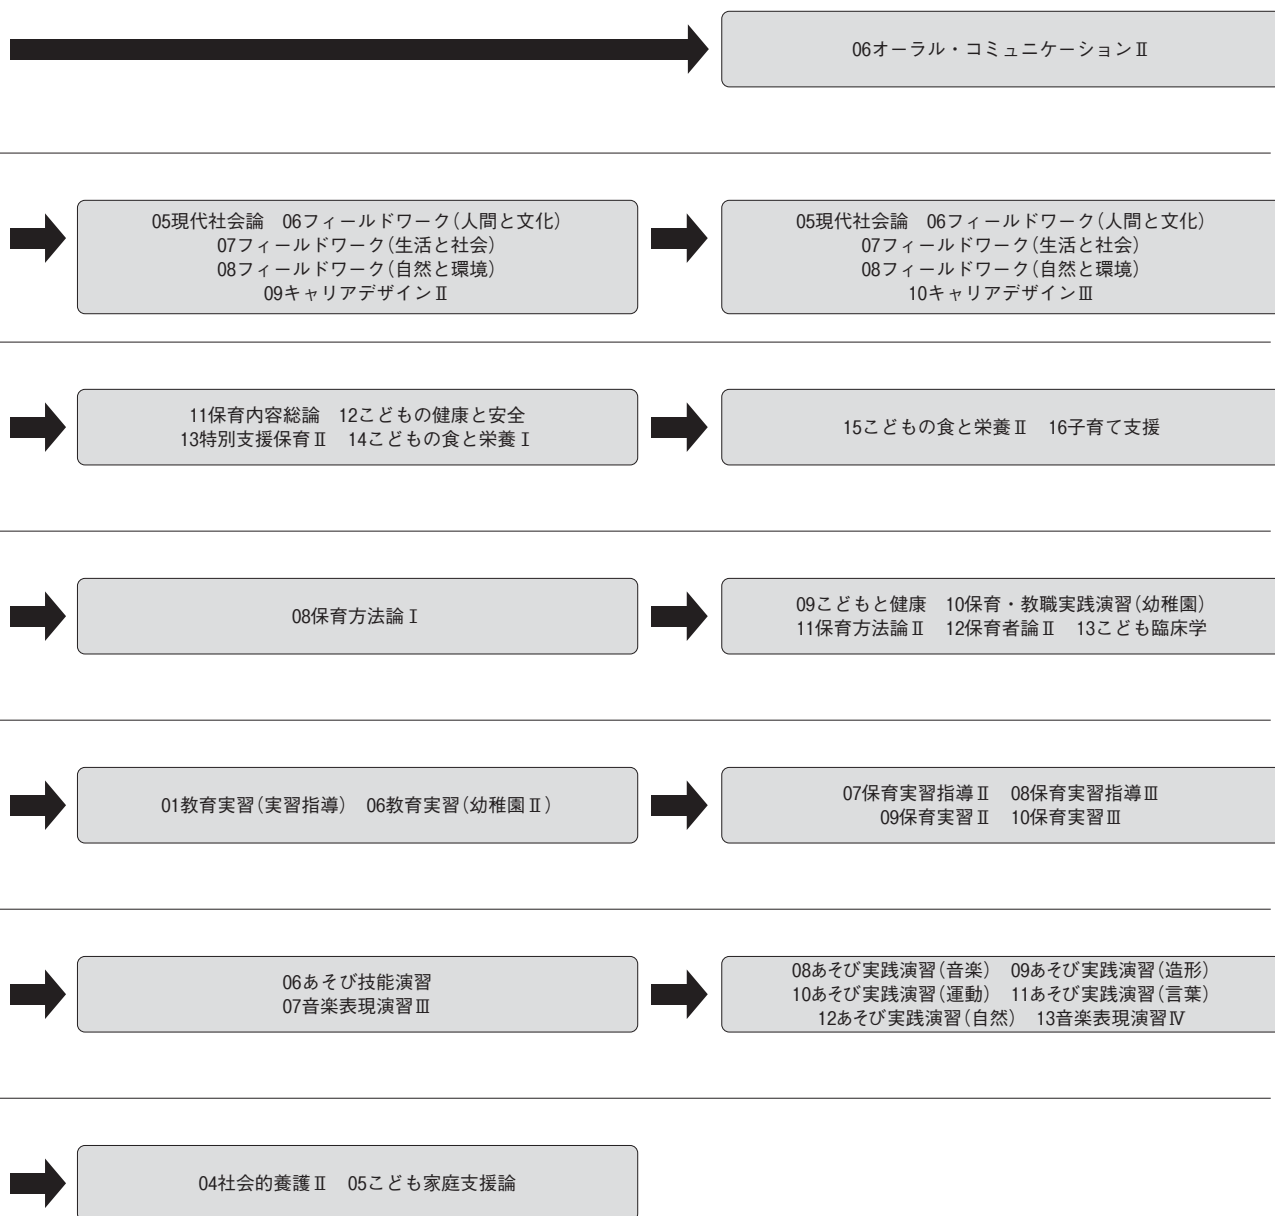 06オーラル・コミュニケーションⅡ
05現代社会論　06フィールドワーク(人間と文化)
07フィールドワーク(生活と社会)
08フィールドワーク(自然と環境)
09キャリアデザインⅡ
05現代社会論　06フィールドワーク(人間と文化)
07フィールドワーク(生活と社会)
08フィールドワーク(自然と環境)
10キャリアデザインⅢ
11保育内容総論　12こどもの健康と安全
13特別支援保育Ⅱ　14こどもの食と栄養Ⅰ
15こどもの食と栄養Ⅱ　16子育て支援
08保育方法論Ⅰ
09こどもと健康　10保育・教職実践演習(幼稚園)
11保育方法論Ⅱ　12保育者論Ⅱ　13こども臨床学
01教育実習(実習指導)　06教育実習(幼稚園Ⅱ)
07保育実習指導Ⅱ　08保育実習指導Ⅲ
09保育実習Ⅱ　10保育実習Ⅲ
06あそび技能演習
07音楽表現演習Ⅲ
08あそび実践演習(音楽)　09あそび実践演習(造形)
10あそび実践演習(運動)　11あそび実践演習(言葉)
12あそび実践演習(自然)　13音楽表現演習Ⅳ
04社会的養護Ⅱ　05こども家庭支援論